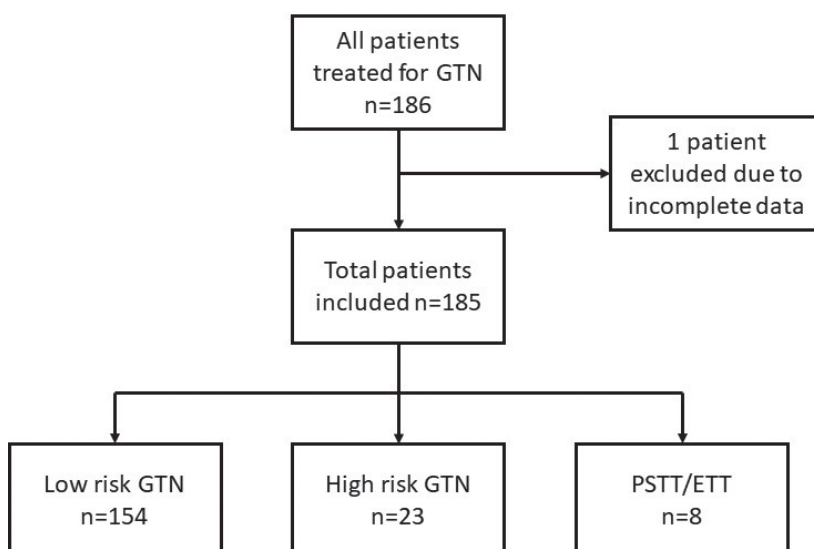 All patients
treated for GTN
n=186
1 patient
excluded due to
incomplete data
Total patients
included n=185
Low risk GTN
n=154
High risk GTN
n=23
PSTT/ETT
n=8